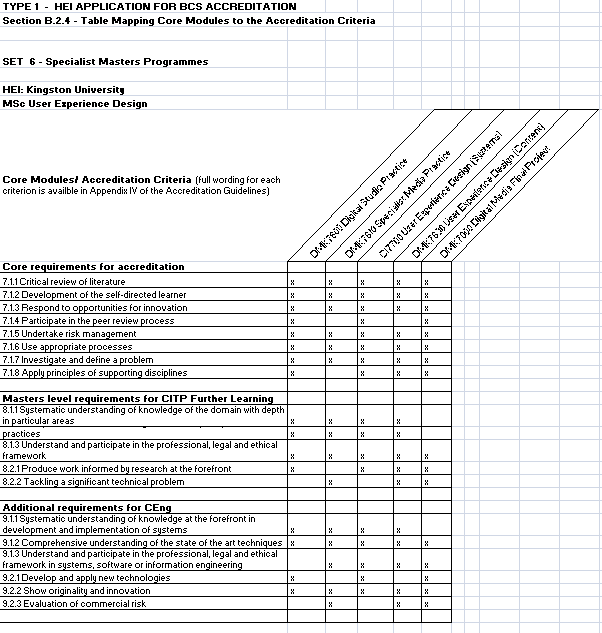 TYPE 1 - HEI APPLICATION FOR BCS ACCREDITATION
Section B.2.4 - Table Mapping Core Modules to the Accreditation Criteria
SET 6 - Specialist Masters Programmes
HEI: Kingston University
MSc User Experience Design
Core Modules/ Accreditation Criteria (full wording for each
criterion is availble in Appendix IV of the Accreditation Guidelines)
DMK7600 Digital Studio Practice
DMK7610 Specialist Media Practice
CI7700 User Experience Design (Systems)
DMK7630 User Experience Design (Content)
DMK7000 Digital Media Final Project
Core requirements for accreditation
7.1.1 Critical review of literature x x x x x
7.1.2 Development of the self-directed learner x x x x x
7.1.3 Respond to opportunities for innovation x x x x x
7.1.4 Participate in the peer review process x x x
7.1.5 Undertake risk management x x x x x
7.1.6 Use appropriate processes x x x x x
7.1.7 Investigate and define a problem x x x x x
7.1.8 Apply principles of supporting disciplines x x x x
Masters level requirements for CITP Further Learning
8.1.1 Systematic understanding of knowledge of the domain with depth
in particular areas x x x x
practices x x x x
8.1.3 Understand and participate in the professional, legal and ethical
framework x x x x x
8.2.1 Produce work informed by research at the forefront x x x x
8.2.2 Tackling a significant technical problem x x x
Additional requirements for CEng
9.1.1 Systematic understanding of knowledge at the forefront in
development and implementation of systems x x x x
9.1.2 Comprehensive understanding of the state of the art techniques x x x x x
9.1.3 Understand and participate in the professional, legal and ethical
framework in systems, software or information engineering x x x x
9.2.1 Develop and apply new technologies x x x x
9.2.2 Show originality and innovation x x x x x
9.2.3 Evaluation of commercial risk x x x